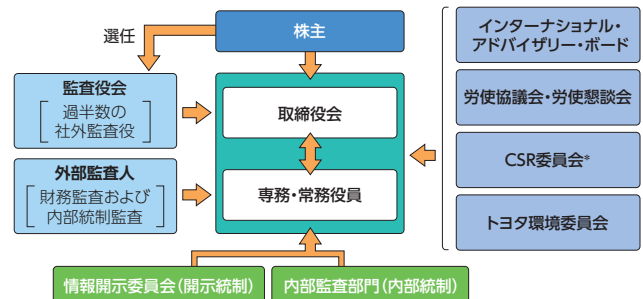 選任
株主
監査役会
過半数の
社外監査役
外部監査人
財務監査および
内部統制監査
取締役会
専務・常務役員
インターナショナル・
アドバイザリー・ボード
労使協議会・労使懇談会
CSR委員会*
トヨタ環境委員会
情報開示委員会(開示統制)
内部監査部門(内部統制)